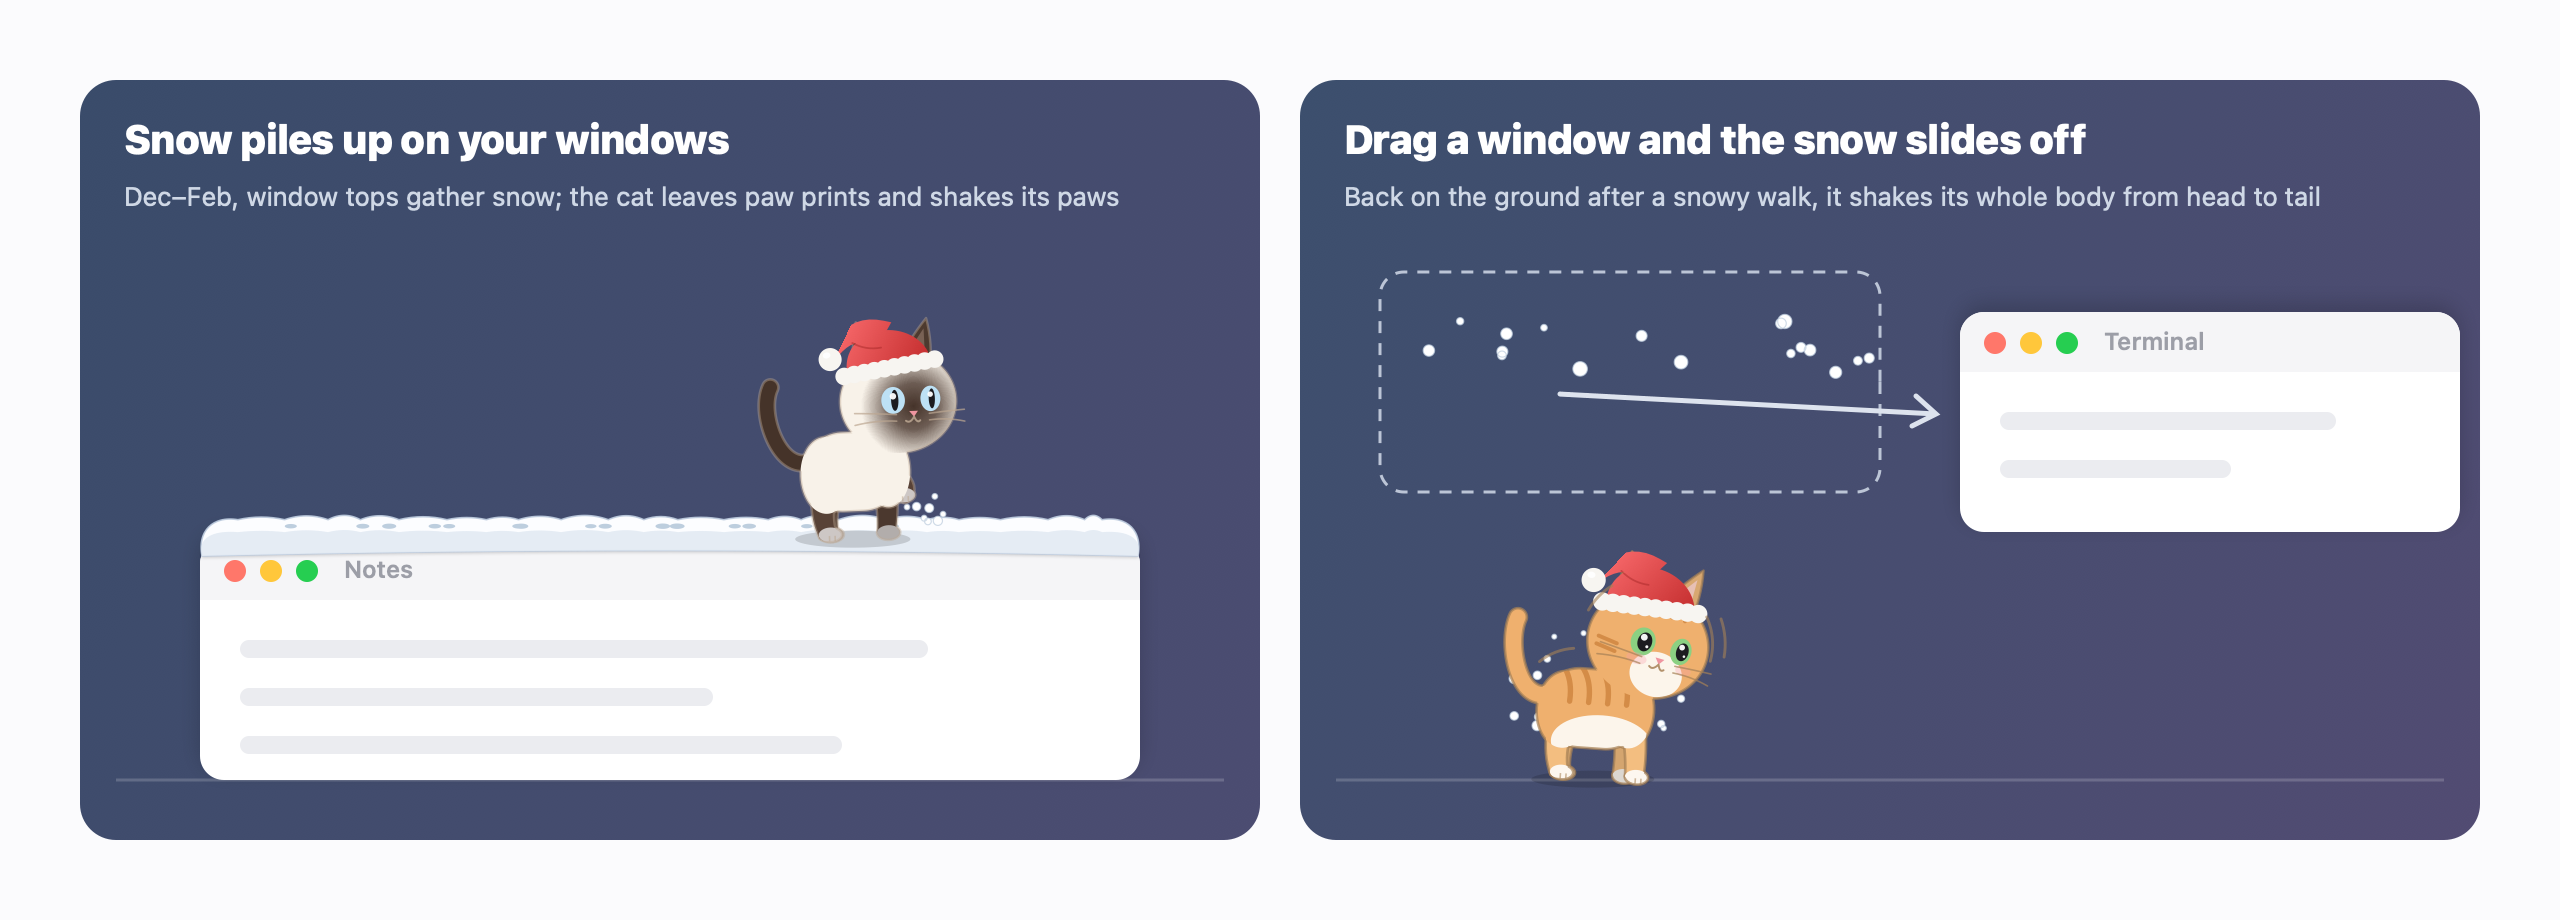 Snow piles up on your windows
Dec–Feb, window tops gather snow; the cat leaves paw prints and shakes its paws
Notes
Drag a window and the snow slides off
Back on the ground after a snowy walk, it shakes its whole body from head to tail
Terminal